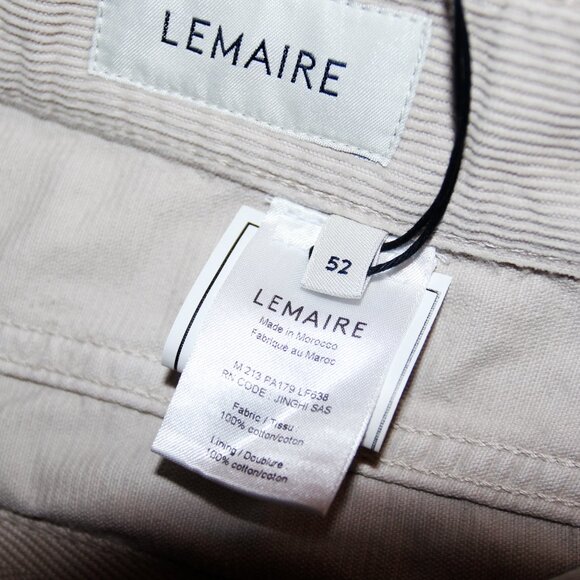 LEMAIRE
52
LEMAIRE
Made in Morocco
Fabriqué au Maroc
M 213 PA179 LF638
RN CODE : JINGHI SAS
Fabric / Tissu
100% cotton/coton
Lining / Doublure
100% cotton/coton